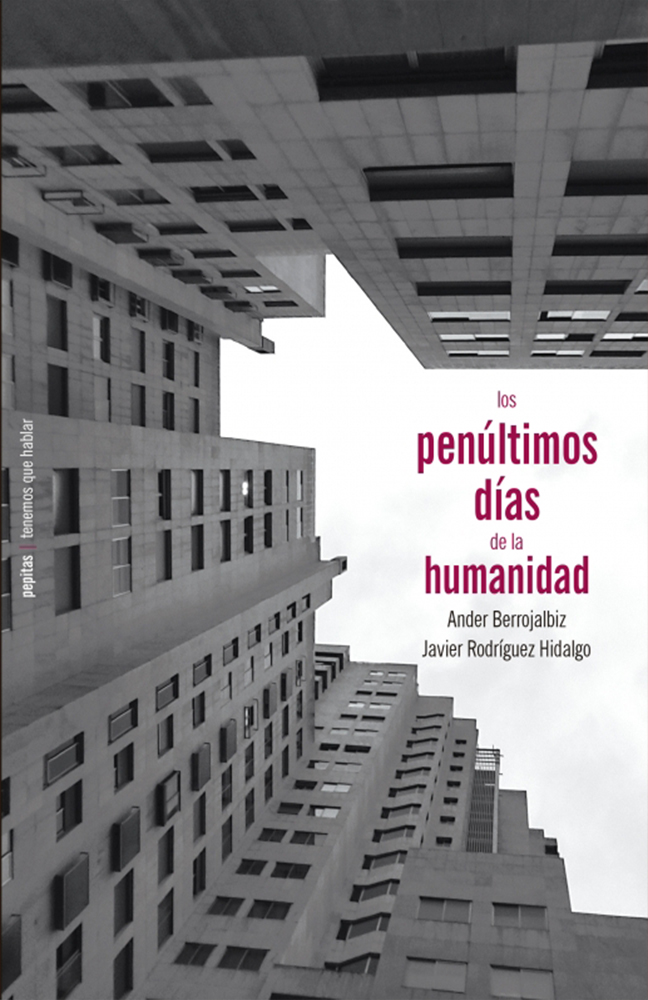 los
penúltimos
días
de la
humanidad
Ander Berrojalbiz
Javier Rodríguez Hidalgo
pepitas | tenemos que hablar